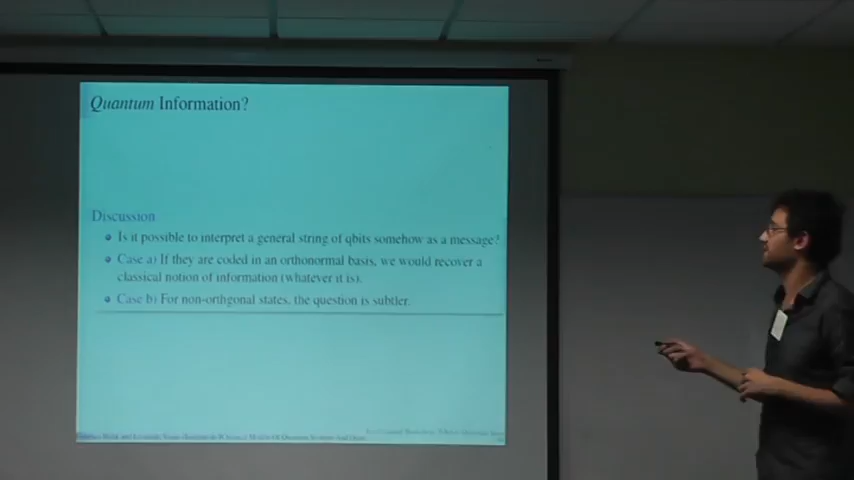 Quantum Information?
Discussion
Is it possible to interpret a general string of qbits somehow as a message?
Case a) If they are coded in an orthonormal basis, we would recover a
classical notion of information (whatever it is).
Case b) For non-orthgonal states, the question is subtler.